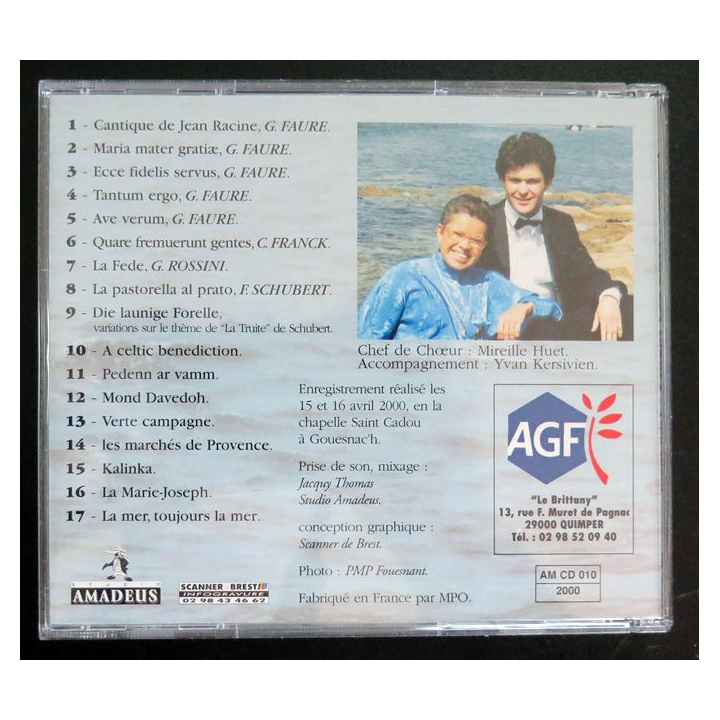 1 - Cantique de Jean Racine, G. FAURE.
2 - Maria mater gratiæ, G. FAURE.
3 - Ecce fidelis servus, G. FAURE.
4 - Tantum ergo, G. FAURE.
5 - Ave verum, G. FAURE.
6 - Quare fremuerunt gentes, C. FRANCK.
7 - La Fede, G. ROSSINI.
8 - La pastorella al prato, F. SCHUBERT.
9 - Die launige Forelle,
variations sur le thème de "La Truite" de Schubert.
10 - A celtic benediction.
11 - Pedenn ar vamm.
12 - Mond Davedoh.
13 - Verte campagne.
14 - les marchés de Provence.
15 - Kalinka.
16 - La Marie-Joseph.
17 - La mer, toujours la mer.
STUDIO
AMADEUS
SCANNER BREST
INFOGRAVURE
02 98 43 46 62
Chef de Chœur : Mireille Huet.
Accompagnement : Yvan Kersivien.
Enregistrement réalisé les
15 et 16 avril 2000, en la
chapelle Saint Cadou
à Gouesnac'h.
Prise de son, mixage :
Jacquy Thomas
Studio Amadeus.
conception graphique :
Scanner de Brest.
Photo : PMP Fouesnant.
Fabriqué en France par MPO.
AGF
"Le Brittany"
13, rue F. Muret de Pagnac
29000 QUIMPER
Tél. : 02 98 52 09 40
AM CD 010
2000